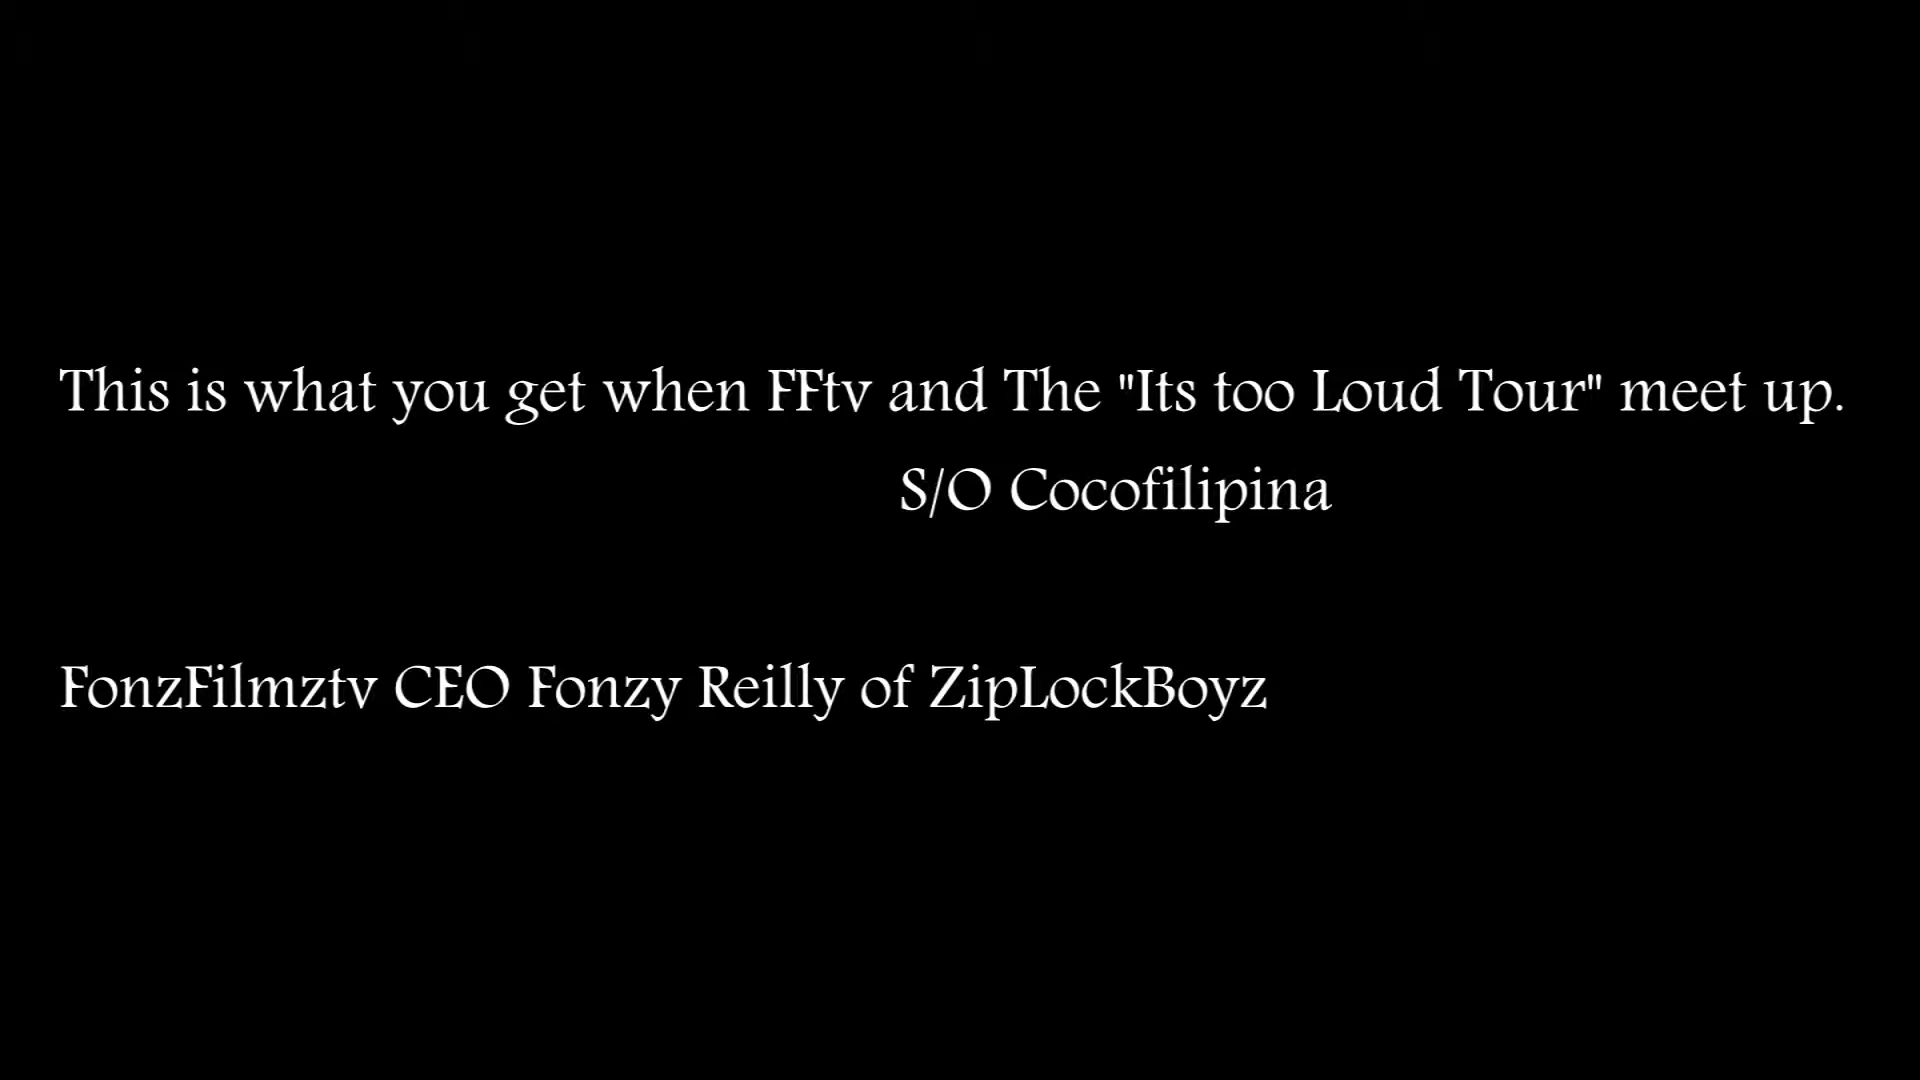 This is what you get when FFtv and The "Its too Loud Tour" meet up.
S/O Cocofilipina
FonzFilmztv CEO Fonzy Reilly of ZipLockBoyz